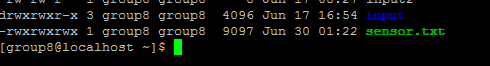 drwxrwxr-x 3 group8 group8 4096 Jun 17 16:54 input
-rwxrwxrwx 1 group8 group8 9097 Jun 30 01:22 sensor.txt
[group8@localhost ~]$